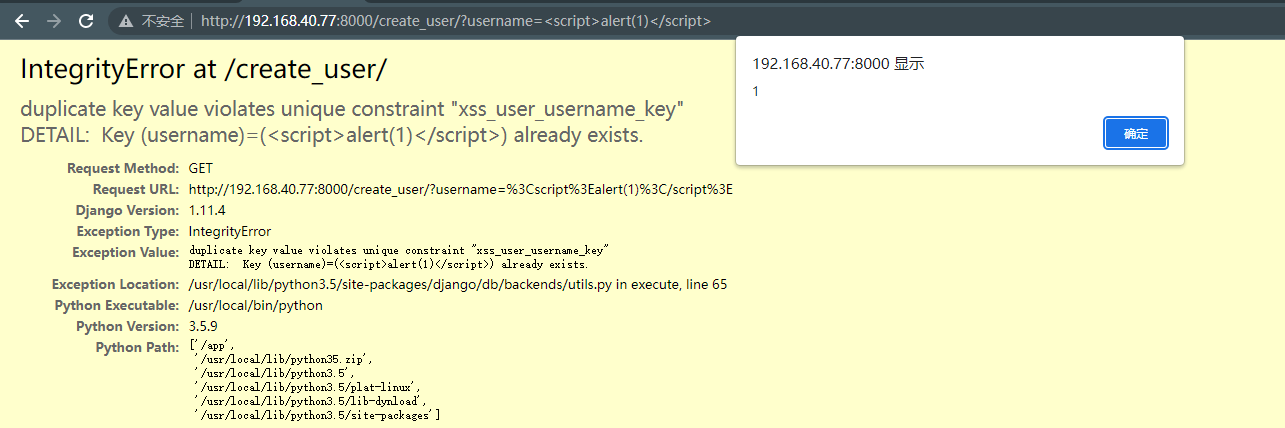 不安全 | http://192.168.40.77:8000/create_user/?username=<script>alert(1)</script>
192.168.40.77:8000 显示
1
确定
IntegrityError at /create_user/
duplicate key value violates unique constraint "xss_user_username_key"
DETAIL:  Key (username)=(<script>alert(1)</script>) already exists.
Request Method: GET
Request URL: http://192.168.40.77:8000/create_user/?username=%3Cscript%3Ealert(1)%3C/script%3E
Django Version: 1.11.4
Exception Type: IntegrityError
Exception Value: duplicate key value violates unique constraint "xss_user_username_key"
DETAIL:  Key (username)=(<script>alert(1)</script>) already exists.
Exception Location: /usr/local/lib/python3.5/site-packages/django/db/backends/utils.py in execute, line 65
Python Executable: /usr/local/bin/python
Python Version: 3.5.9
Python Path: ['/app',
'/usr/local/lib/python35.zip',
'/usr/local/lib/python3.5',
'/usr/local/lib/python3.5/plat-linux',
'/usr/local/lib/python3.5/lib-dynload',
'/usr/local/lib/python3.5/site-packages']